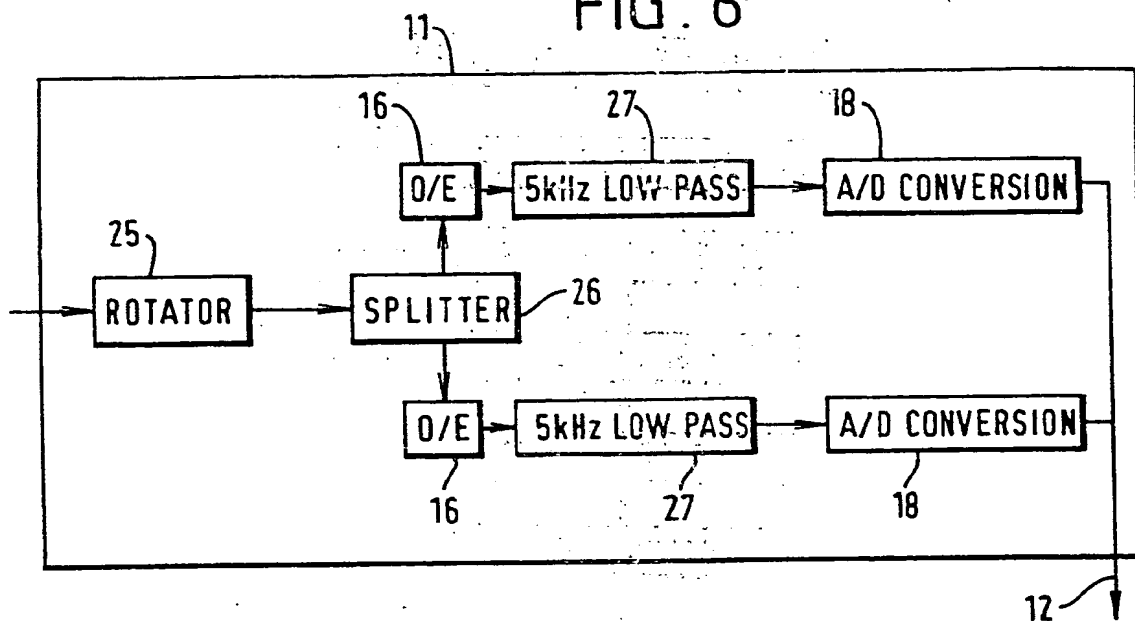 FIG. 6
11
16
27
18
O/E
5kHz LOW PASS
A/D CONVERSION
25
ROTATOR
SPLITTER
26
O/E
5kHz LOW PASS
A/D CONVERSION
16
27
18
12